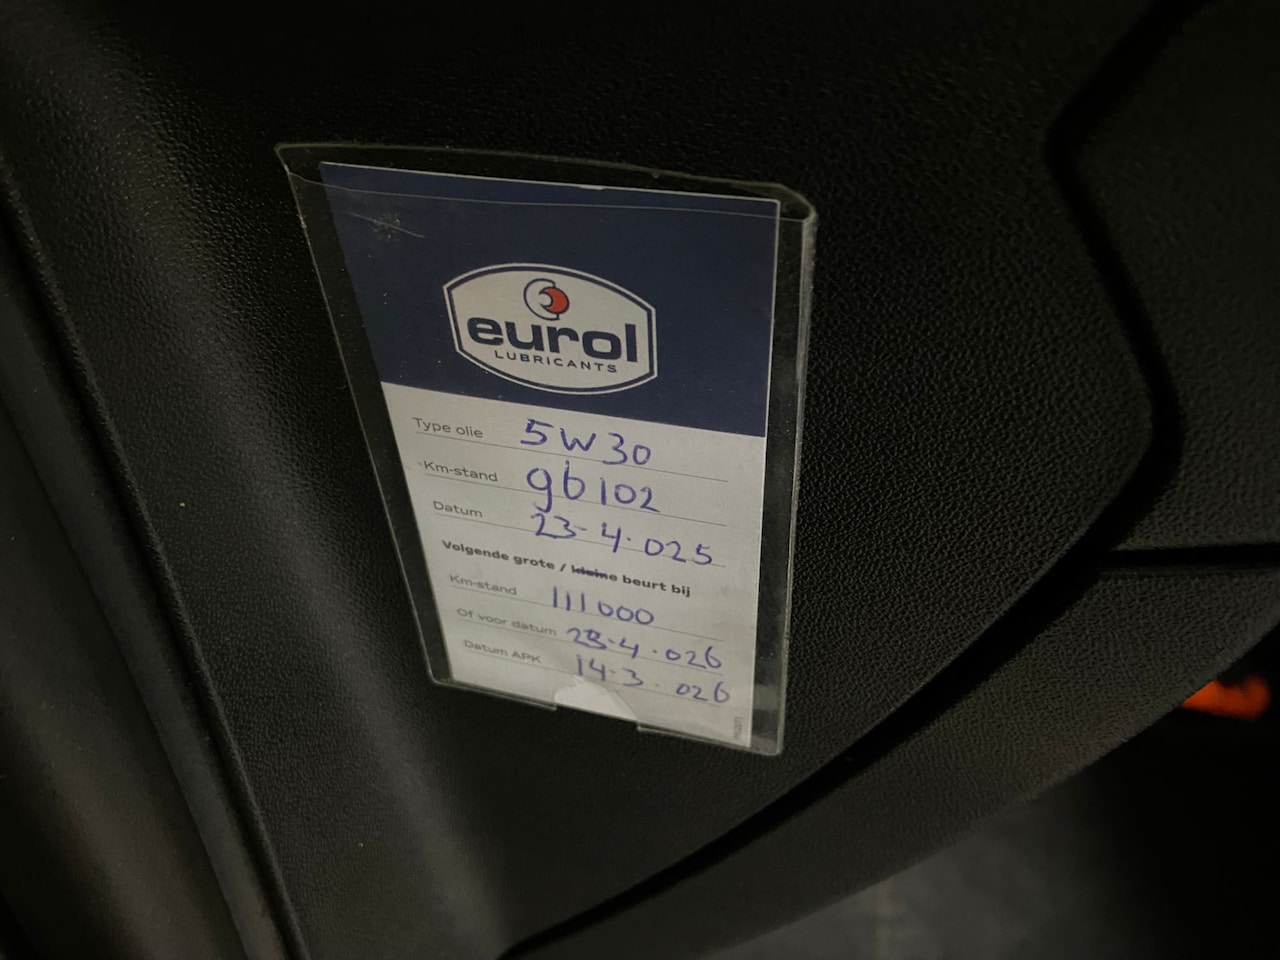 eurol
LUBRICANTS
Type olie 5W30
Km-stand 96102
Datum 23-4.025
Volgende grote / kleine beurt bij
Km-stand 111000
Of voor datum 23.4.026
Datum APK 14.3.026